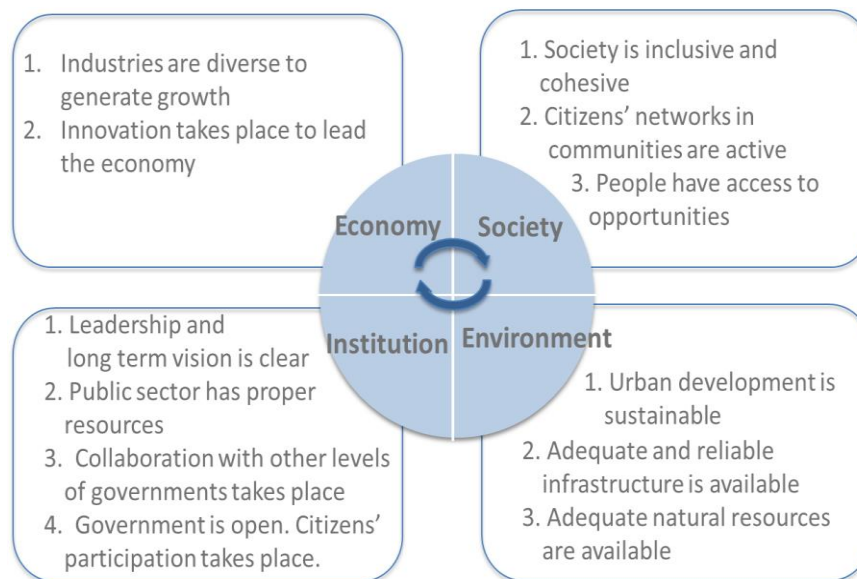 1. Industries are diverse to
generate growth
2. Innovation takes place to lead
the economy
1. Society is inclusive and
cohesive
2. Citizens’ networks in
communities are active
3. People have access to
opportunities
Economy
Society
Institution
Environment
1. Leadership and
long term vision is clear
2. Public sector has proper
resources
3. Collaboration with other levels
of governments takes place
4. Government is open. Citizens’
participation takes place.
1. Urban development is
sustainable
2. Adequate and reliable
infrastructure is available
3. Adequate natural resources
are available